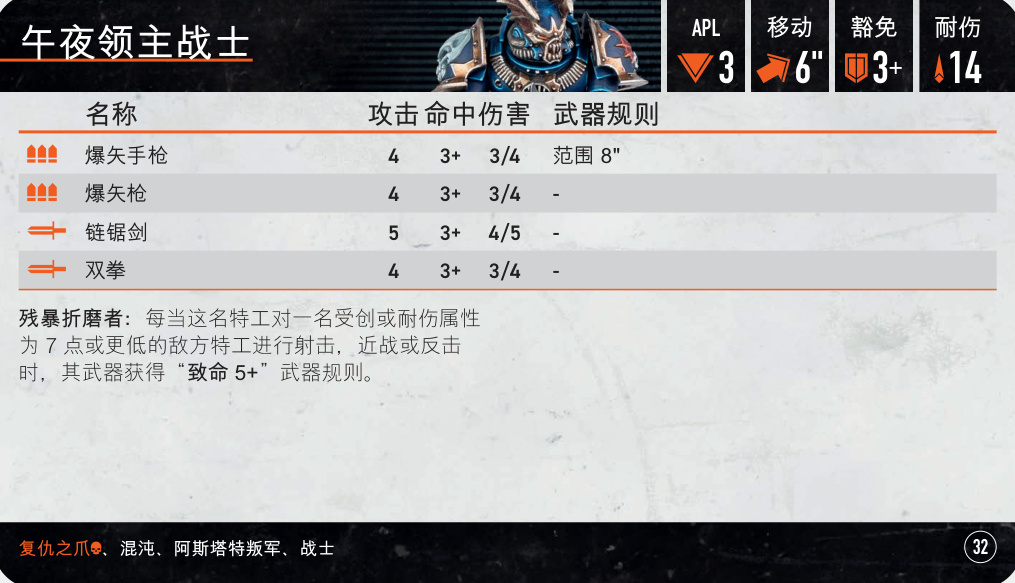 午夜领主战士
APL 移动 豁免 耐伤
3 6" 3+ 14
名称 攻击 命中 伤害 武器规则
爆矢手枪 4 3+ 3/4 范围 8"
爆矢枪 4 3+ 3/4 -
链锯剑 5 3+ 4/5 -
双拳 4 3+ 3/4 -
残暴折磨者：每当这名特工对一名受创或耐伤属性
为 7 点或更低的敌方特工进行射击，近战或反击
时，其武器获得“致命 5+”武器规则。
复仇之爪、混沌、阿斯塔特叛军、战士
32